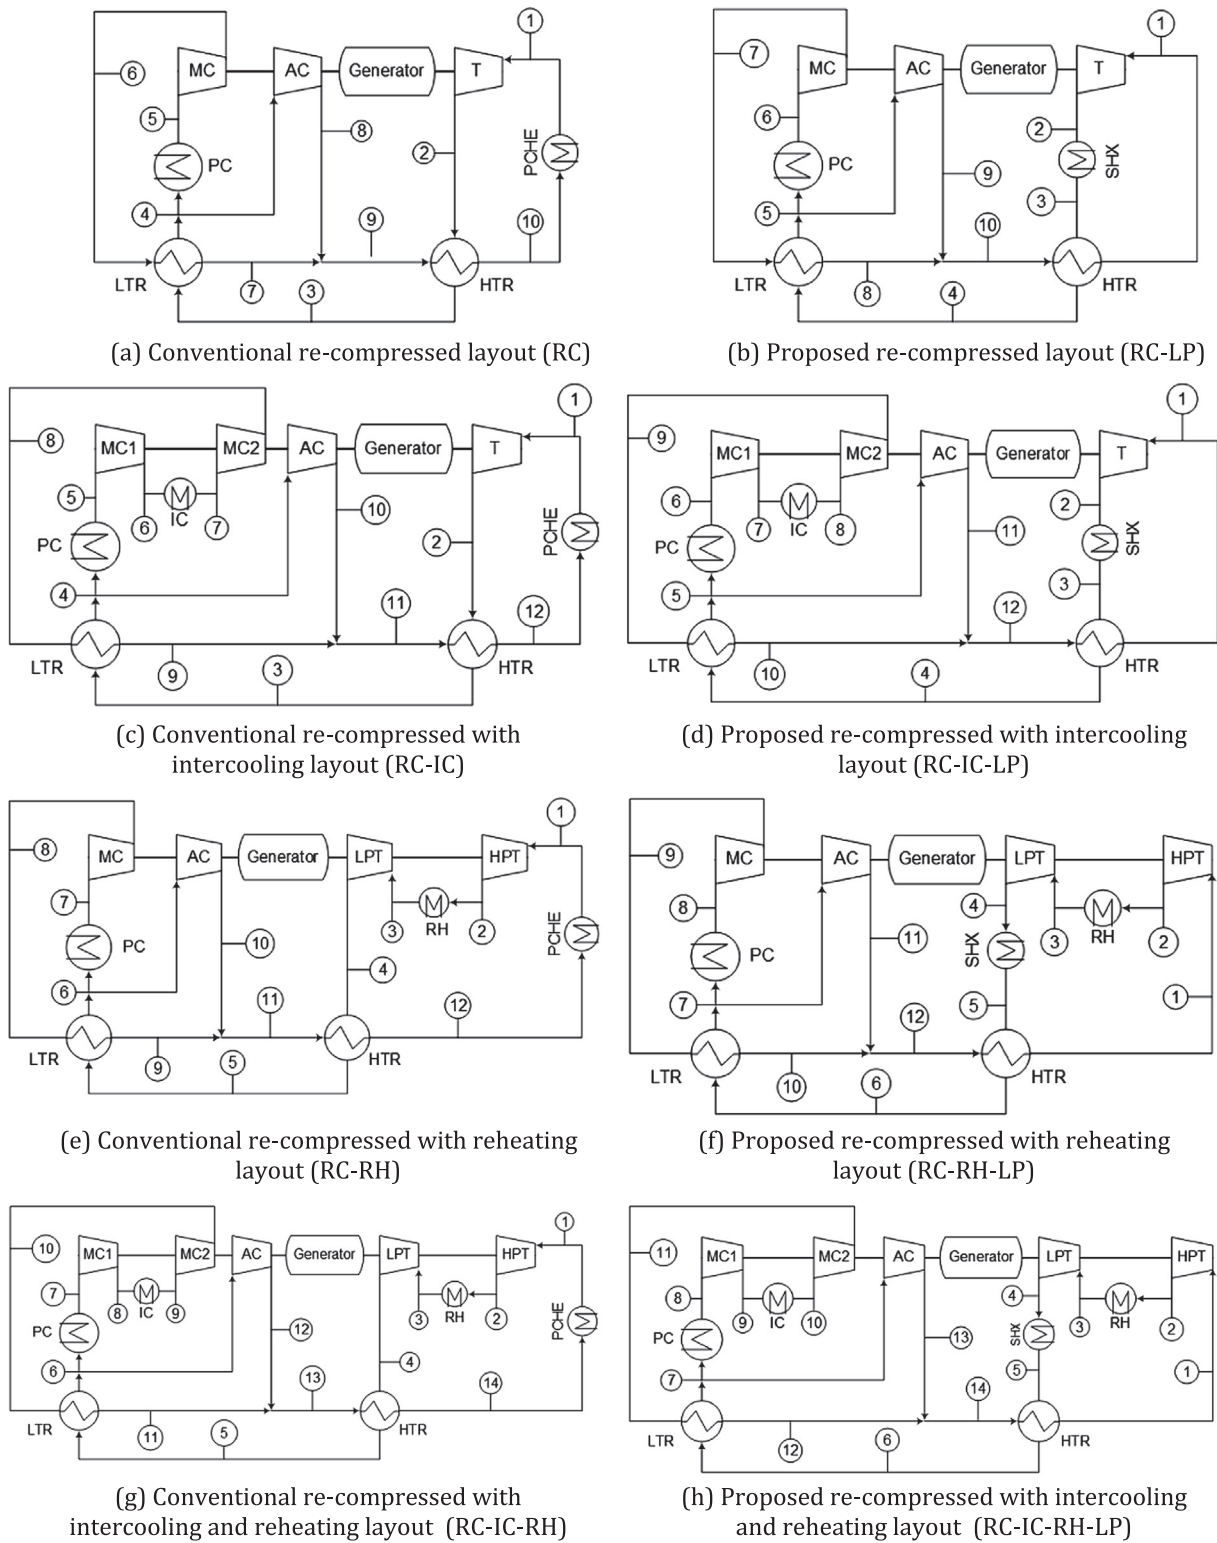 1
6
MC
AC
Generator
T
5
8
2
PCHE
PC
4
9
10
LTR
7
3
HTR
(a) Conventional re-compressed layout (RC)
1
7
MC
AC
Generator
T
6
2
SHX
PC
9
3
5
10
LTR
8
4
HTR
(b) Proposed re-compressed layout (RC-LP)
1
8
MC1
MC2
AC
Generator
T
5
6
IC
7
10
2
PCHE
PC
4
11
12
LTR
9
3
HTR
(c) Conventional re-compressed with
intercooling layout (RC-IC)
1
9
MC1
MC2
AC
Generator
T
6
7
IC
8
2
11
SHX
PC
3
5
12
LTR
10
4
HTR
(d) Proposed re-compressed with intercooling
layout (RC-IC-LP)
1
8
MC
AC
Generator
LPT
HPT
7
3
RH
2
PCHE
PC
10
4
6
11
12
LTR
9
5
HTR
(e) Conventional re-compressed with reheating
layout (RC-RH)
9
MC
AC
Generator
LPT
HPT
8
4
3
RH
2
11
SHX
PC
7
5
1
12
LTR
10
6
HTR
(f) Proposed re-compressed with reheating
layout (RC-RH-LP)
1
10
MC1
MC2
AC
Generator
LPT
HPT
7
8
IC
9
3
RH
2
PC
12
PCHE
6
4
13
14
LTR
11
5
HTR
(g) Conventional re-compressed with
intercooling and reheating layout (RC-IC-RH)
11
MC1
MC2
AC
Generator
LPT
HPT
8
9
IC
10
4
3
RH
2
PC
13
SHX
7
5
1
14
LTR
12
6
HTR
(h) Proposed re-compressed with intercooling
and reheating layout (RC-IC-RH-LP)